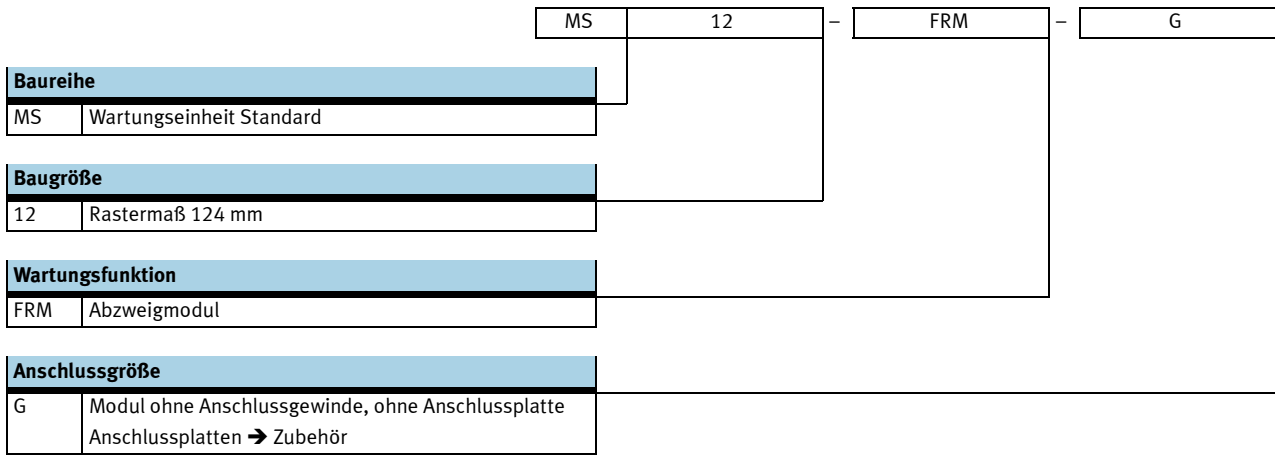 MS 12 – FRM – G
Baureihe
MS Wartungseinheit Standard
Baugröße
12 Rastermaß 124 mm
Wartungsfunktion
FRM Abzweigmodul
Anschlussgröße
G Modul ohne Anschlussgewinde, ohne Anschlussplatte
Anschlussplatten ➔ Zubehör